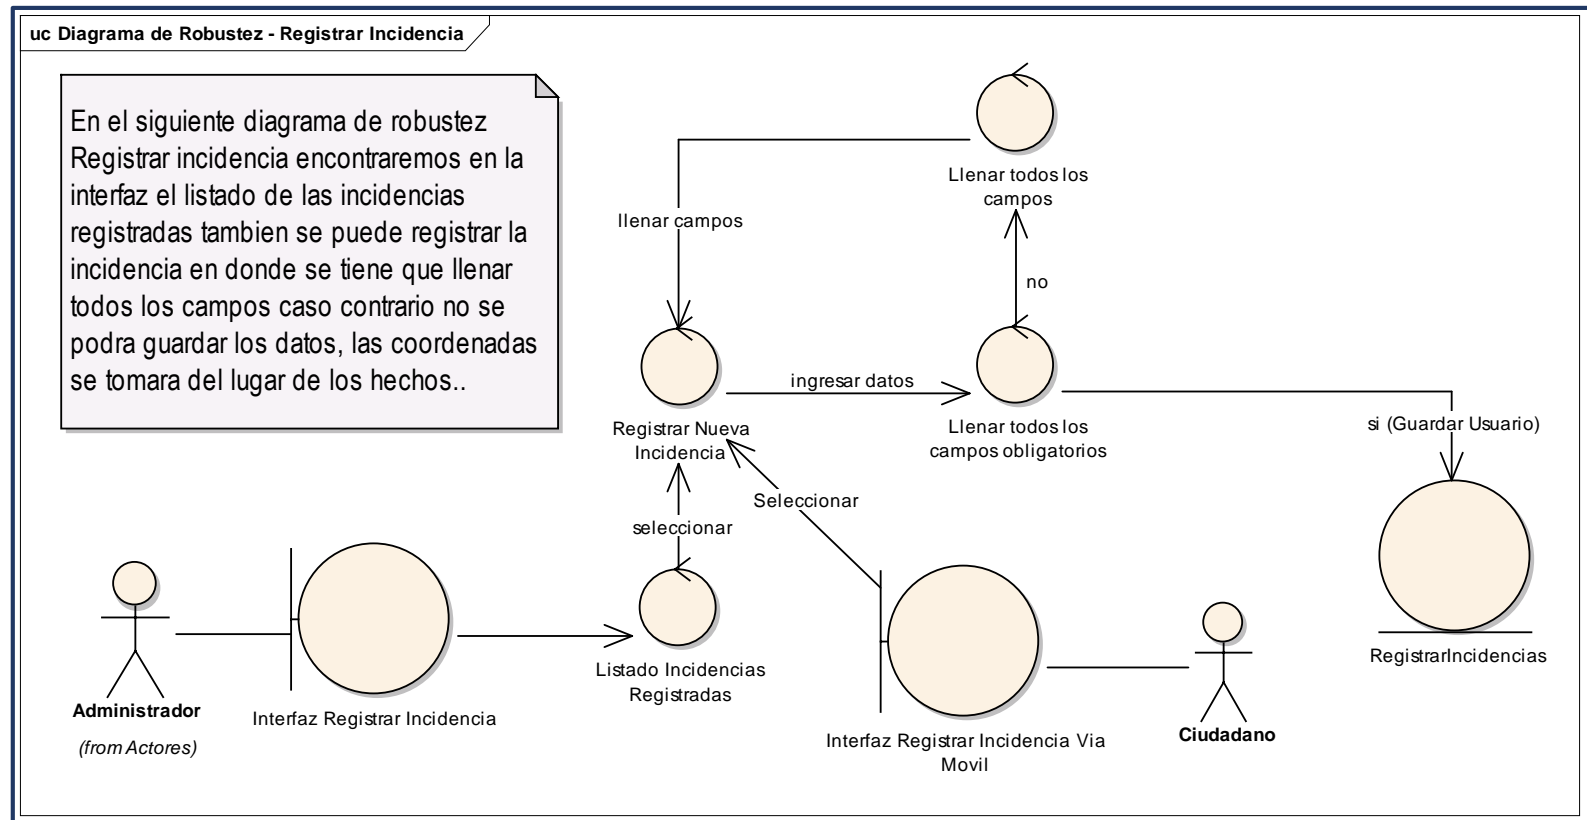 uc Diagrama de Robustez - Registrar Incidencia
En el siguiente diagrama de robustez
Registrar incidencia encontraremos en la
interfaz el listado de las incidencias
registradas tambien se puede registrar la
incidencia en donde se tiene que llenar
todos los campos caso contrario no se
podra guardar los datos, las coordenadas
se tomara del lugar de los hechos..
Llenar todos los
campos
llenar campos
no
ingresar datos
Registrar Nueva
Incidencia
Llenar todos los
campos obligatorios
si (Guardar Usuario)
Seleccionar
seleccionar
RegistrarIncidencias
Listado Incidencias
Registradas
Administrador
(from Actores)
Interfaz Registrar Incidencia
Interfaz Registrar Incidencia Via
Movil
Ciudadano